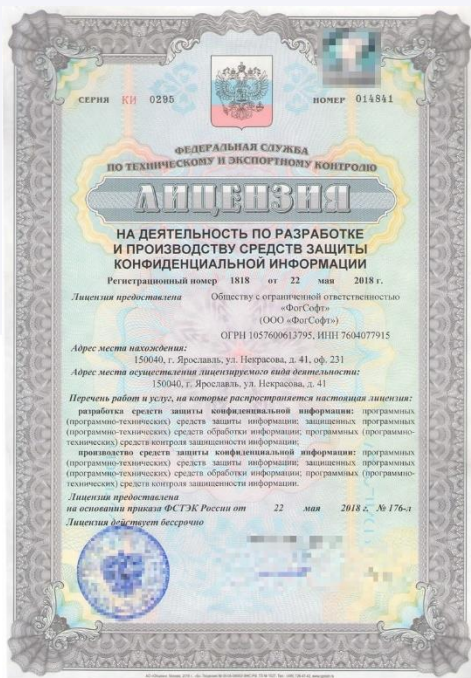 СЕРИЯ КИ 0295 НОМЕР 014841
ФЕДЕРАЛЬНАЯ СЛУЖБА
ПО ТЕХНИЧЕСКОМУ И ЭКСПОРТНОМУ КОНТРОЛЮ
ЛИЦЕНЗИЯ
НА ДЕЯТЕЛЬНОСТЬ ПО РАЗРАБОТКЕ
И ПРОИЗВОДСТВУ СРЕДСТВ ЗАЩИТЫ
КОНФИДЕНЦИАЛЬНОЙ ИНФОРМАЦИИ
Регистрационный номер 1818 от 22 мая 2018 г.
Лицензия предоставлена Обществу с ограниченной ответственностью
«ФогСофт»
(ООО «ФогСофт»)
ОГРН 1057600613795, ИНН 7604077915
Адрес места нахождения:
150040, г. Ярославль, ул. Некрасова, д. 41, оф. 231
Адрес места осуществления лицензируемого вида деятельности:
150040, г. Ярославль, ул. Некрасова, д. 41
Перечень работ и услуг, на которые распространяется настоящая лицензия:
разработка средств защиты конфиденциальной информации: программных
(программно-технических) средств защиты информации; защищенных программных
(программно-технических) средств обработки информации; программных (программно-
технических) средств контроля защищенности информации;
производство средств защиты конфиденциальной информации: программных
(программно-технических) средств защиты информации; защищенных программных
(программно-технических) средств обработки информации; программных (программно-
технических) средств контроля защищенности информации.
Лицензия предоставлена
на основании приказа ФСТЭК России от 22 мая 2018 г. № 176-л
Лицензия действует бессрочно